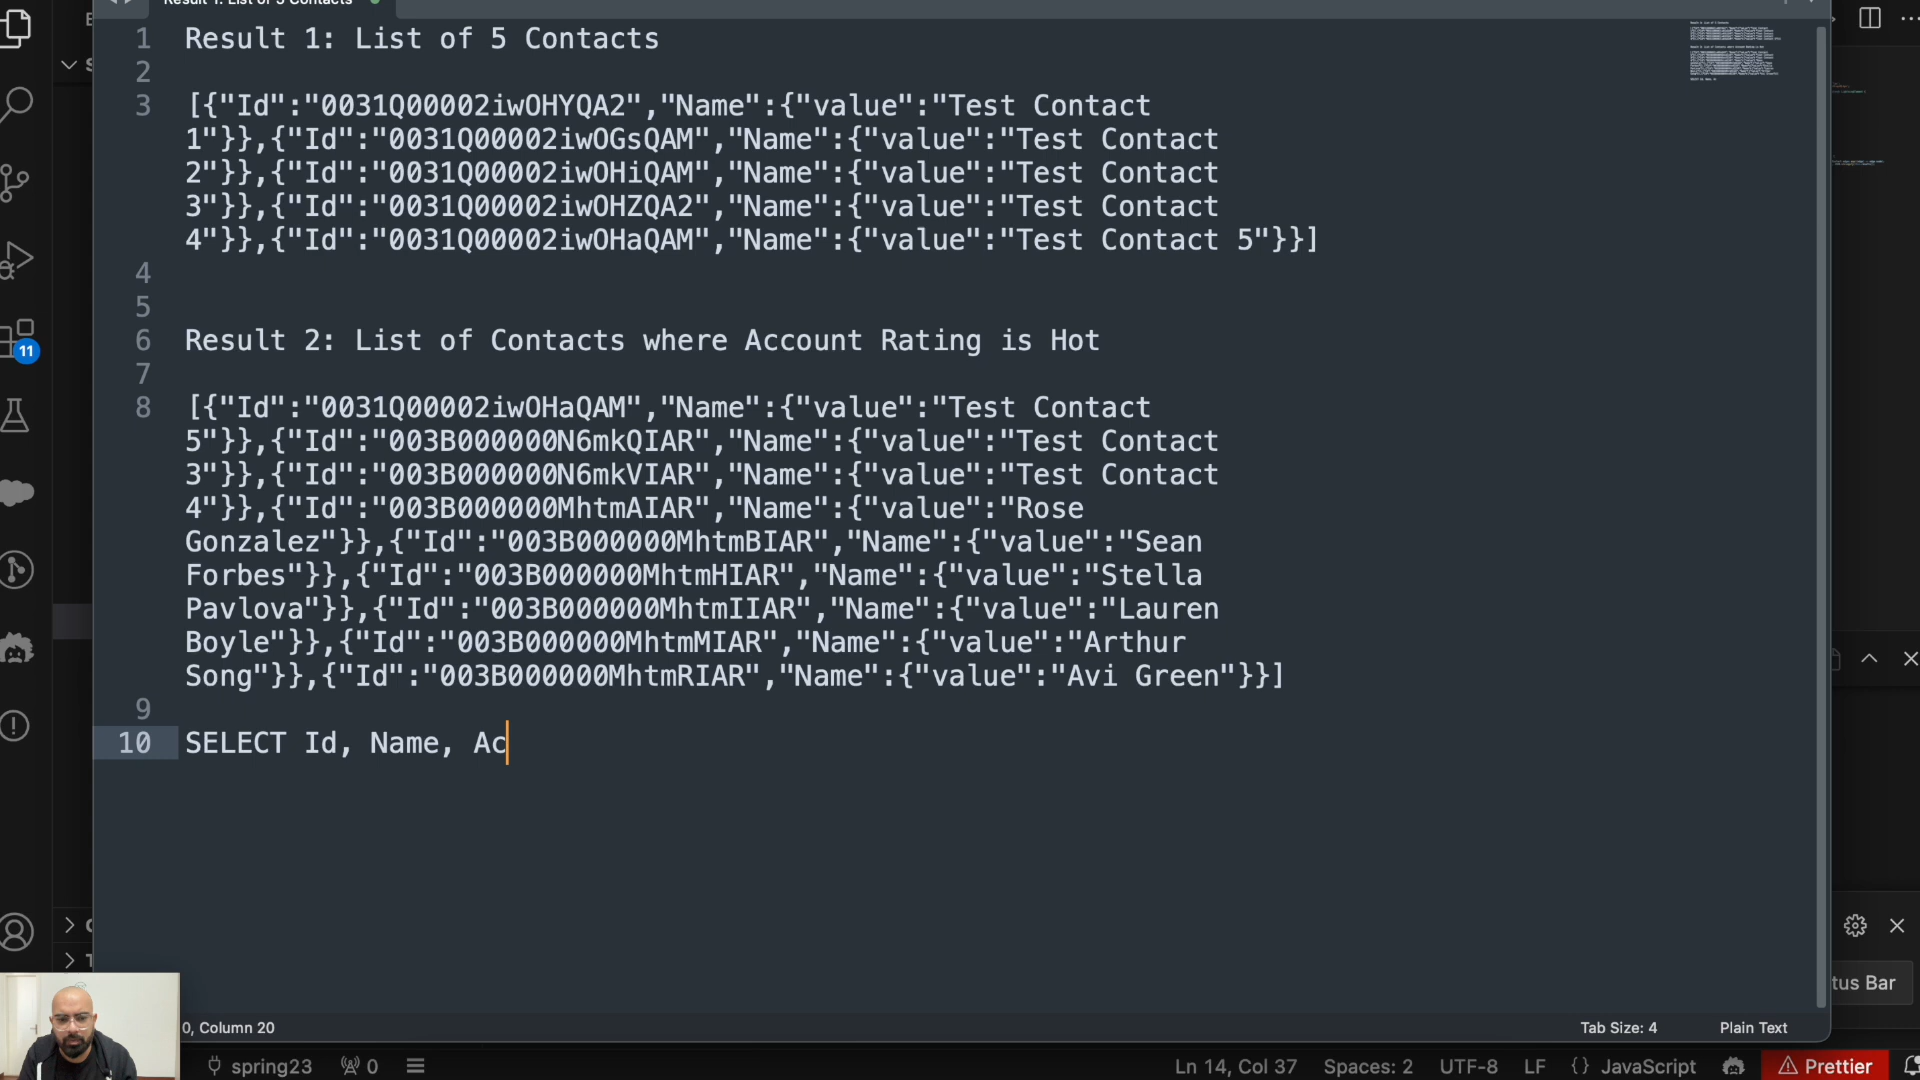 Result 1: List of 5 Contacts
1 Result 1: List of 5 Contacts
2
3 [{"Id":"0031Q00002iwOHYQA2","Name":{"value":"Test Contact
1"}},{"Id":"0031Q00002iwOGsQAM","Name":{"value":"Test Contact
2"}},{"Id":"0031Q00002iwOHiQAM","Name":{"value":"Test Contact
3"}},{"Id":"0031Q00002iwOHZQA2","Name":{"value":"Test Contact
4"}},{"Id":"0031Q00002iwOHaQAM","Name":{"value":"Test Contact 5"}}]
4
5
6 Result 2: List of Contacts where Account Rating is Hot
7
8 [{"Id":"0031Q00002iwOHaQAM","Name":{"value":"Test Contact
5"}},{"Id":"003B000000N6mkQIAR","Name":{"value":"Test Contact
3"}},{"Id":"003B000000N6mkVIAR","Name":{"value":"Test Contact
4"}},{"Id":"003B000000MhtmAIAR","Name":{"value":"Rose
Gonzalez"}},{"Id":"003B000000MhtmBIAR","Name":{"value":"Sean
Forbes"}},{"Id":"003B000000MhtmHIAR","Name":{"value":"Stella
Pavlova"}},{"Id":"003B000000MhtmIIAR","Name":{"value":"Lauren
Boyle"}},{"Id":"003B000000MhtmMIAR","Name":{"value":"Arthur
Song"}},{"Id":"003B000000MhtmRIAR","Name":{"value":"Avi Green"}}]
9
10 SELECT Id, Name, Ac
11
tus Bar
0, Column 20 Tab Size: 4 Plain Text
spring23 0 Ln 14, Col 37 Spaces: 2 UTF-8 LF {} JavaScript Prettier